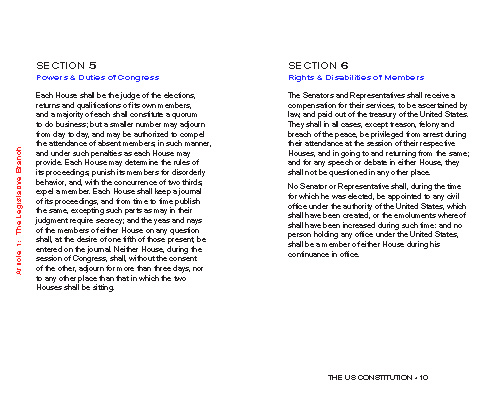 SECTION 5
Powers & Duties of Congress
Each House shall be the judge of the elections,
returns and qualifications of its own members,
and a majority of each shall constitute a quorum
to do business; but a smaller number may adjourn
from day to day, and may be authorized to compel
the attendance of absent members, in such manner,
and under such penalties as each House may
provide. Each House may determine the rules of
its proceedings, punish its members for disorderly
behavior, and, with the concurrence of two thirds,
expel a member. Each House shall keep a journal
of its proceedings, and from time to time publish
the same, excepting such parts as may in their
judgment require secrecy; and the yeas and nays
of the members of either House on any question
shall, at the desire of one fifth of those present, be
entered on the journal. Neither House, during the
session of Congress, shall, without the consent
of the other, adjourn for more than three days, nor
to any other place than that in which the two
Houses shall be sitting.
SECTION 6
Rights & Disabilities of Members
The Senators and Representatives shall receive a
compensation for their services, to be ascertained by
law, and paid out of the treasury of the United States.
They shall in all cases, except treason, felony and
breach of the peace, be privileged from arrest during
their attendance at the session of their respective
Houses, and in going to and returning from the same;
and for any speech or debate in either House, they
shall not be questioned in any other place.
No Senator or Representative shall, during the time
for which he was elected, be appointed to any civil
office under the authority of the United States, which
shall have been created, or the emoluments whereof
shall have been increased during such time: and no
person holding any office under the United States,
shall be a member of either House during his
continuance in office.
Article 1: The Legislative Branch
THE US CONSTITUTION • 10